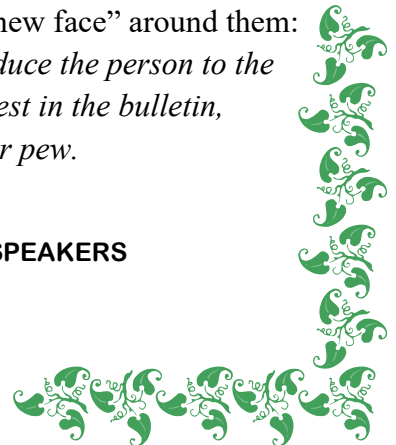 new face” around them:
duce the person to the
est in the bulletin,
r pew.
SPEAKERS